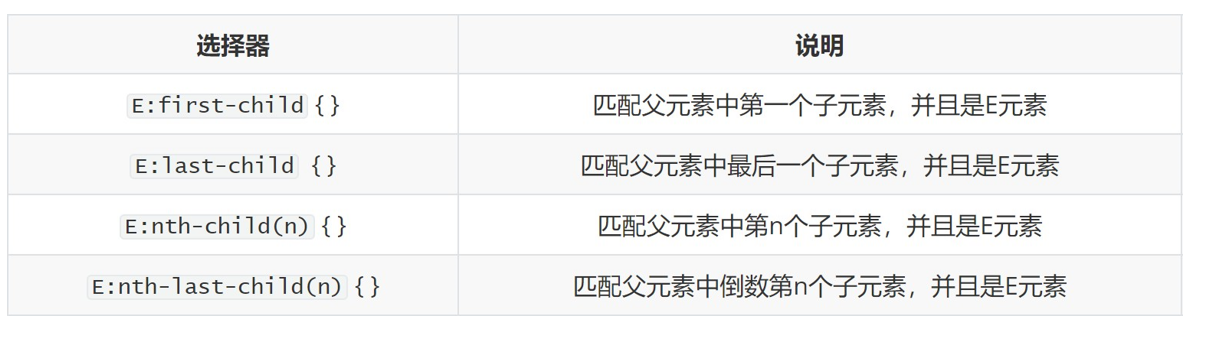 选择器 说明
E:first-child {} 匹配父元素中第一个子元素，并且是E元素
E:last-child {} 匹配父元素中最后一个子元素，并且是E元素
E:nth-child(n) {} 匹配父元素中第n个子元素，并且是E元素
E:nth-last-child(n) {} 匹配父元素中倒数第n个子元素，并且是E元素